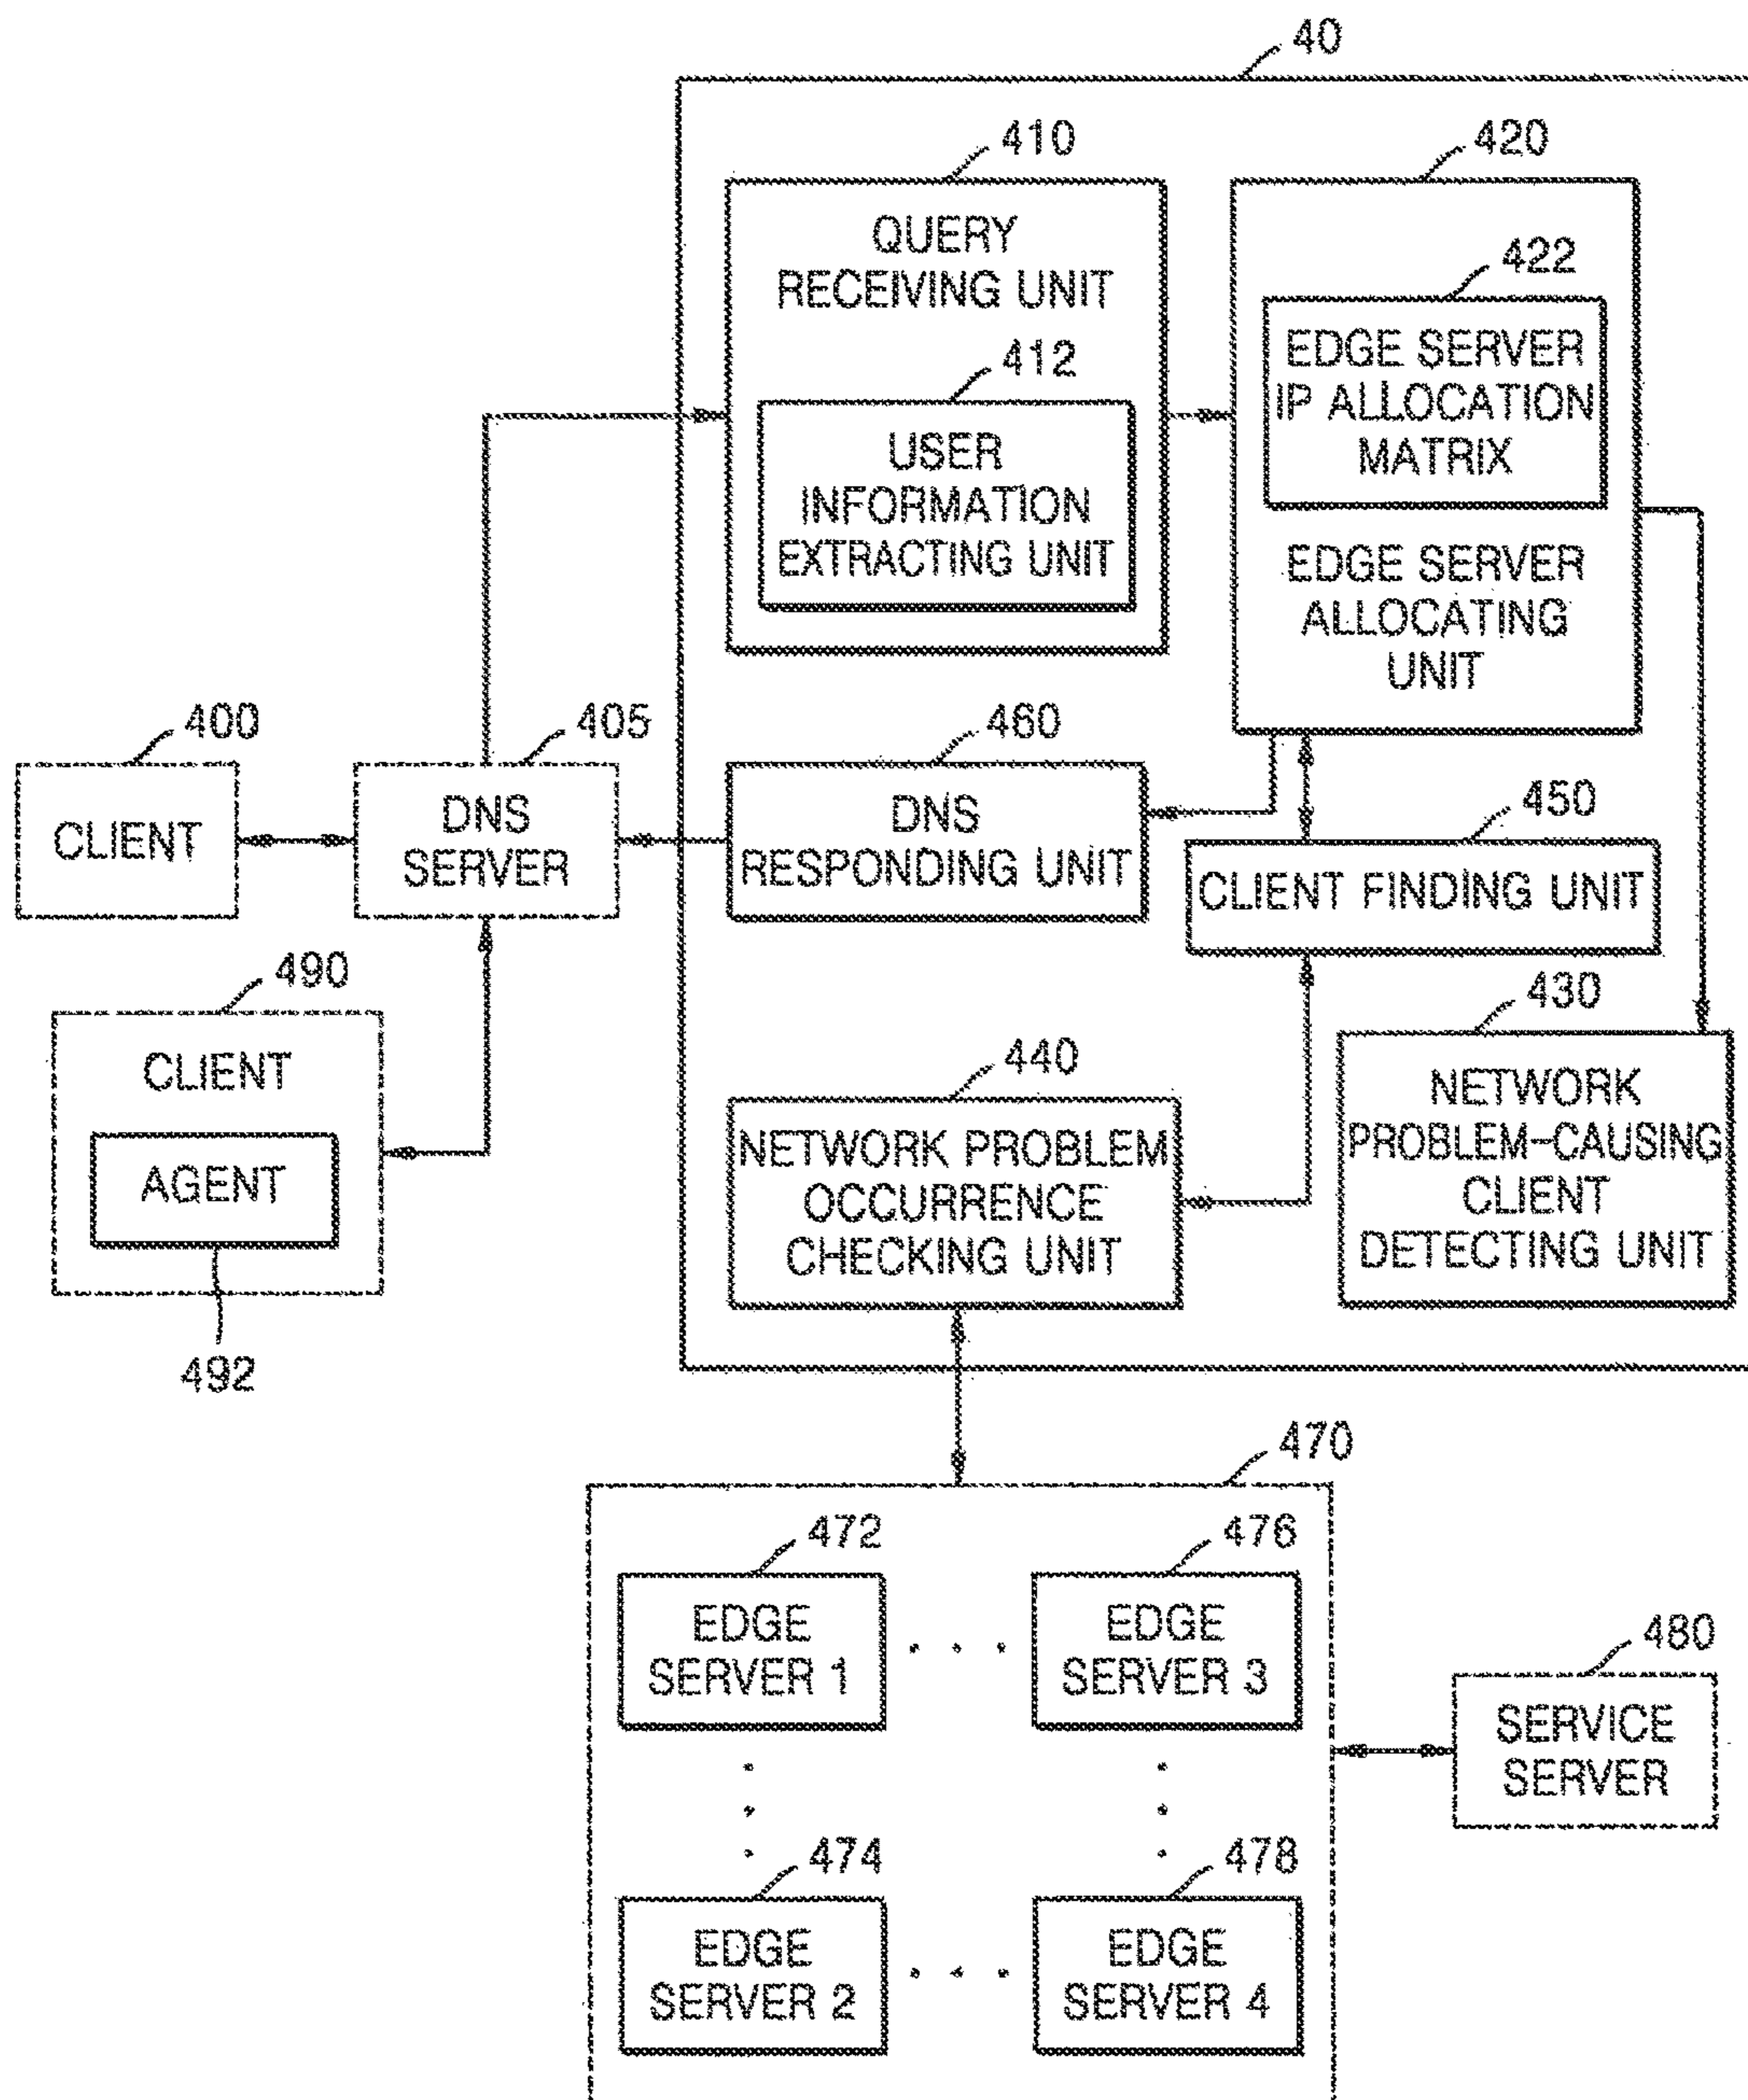 40
410
420
QUERY
RECEIVING UNIT
422
EDGE SERVER
IP ALLOCATION
MATRIX
412
USER
INFORMATION
EXTRACTING UNIT
EDGE SERVER
ALLOCATING
UNIT
400
CLIENT
405
DNS
SERVER
460
DNS
RESPONDING UNIT
450
CLIENT FINDING UNIT
490
CLIENT
AGENT
492
440
NETWORK PROBLEM
OCCURRENCE
CHECKING UNIT
430
NETWORK
PROBLEM-CAUSING
CLIENT
DETECTING UNIT
470
472
EDGE
SERVER 1
476
EDGE
SERVER 3
480
SERVICE
SERVER
474
EDGE
SERVER 2
478
EDGE
SERVER 4